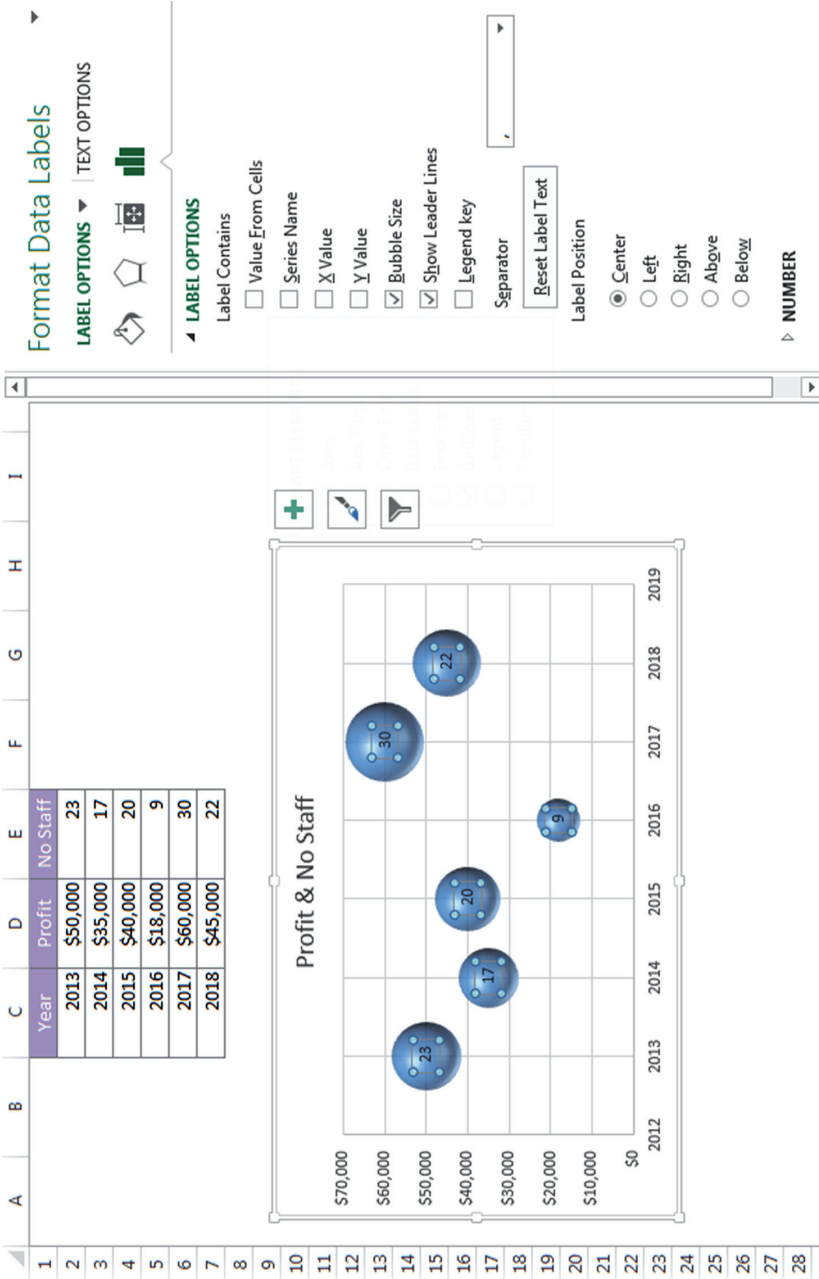 A B C D E F G H I
1 Year Profit No Staff
2 2013 $50,000 23
3 2014 $35,000 17
4 2015 $40,000 20
5 2016 $18,000 9
6 2017 $60,000 30
7 2018 $45,000 22
8
9
10
11
12
13
14
15
16
17
18
19
20
21
22
23
24
25
26
27
28
Profit & No Staff
$70,000
$60,000
$50,000
$40,000
$30,000
$20,000
$10,000
$0
23 17 20 9 30 22
2012 2013 2014 2015 2016 2017 2018 2019
Format Data Labels
LABEL OPTIONS TEXT OPTIONS
LABEL OPTIONS
Label Contains
Value From Cells
Series Name
X Value
Y Value
Bubble Size
Show Leader Lines
Legend key
Separator ,
Reset Label Text
Label Position
Center
Left
Right
Above
Below
NUMBER